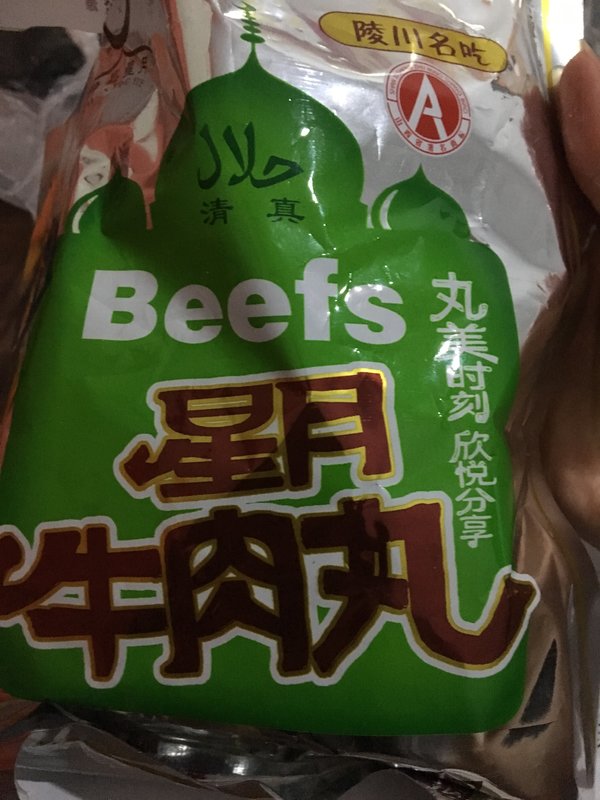 陵川名吃
حلال
清真
Beefs
丸美时刻 欣悦分享
星月
牛肉丸